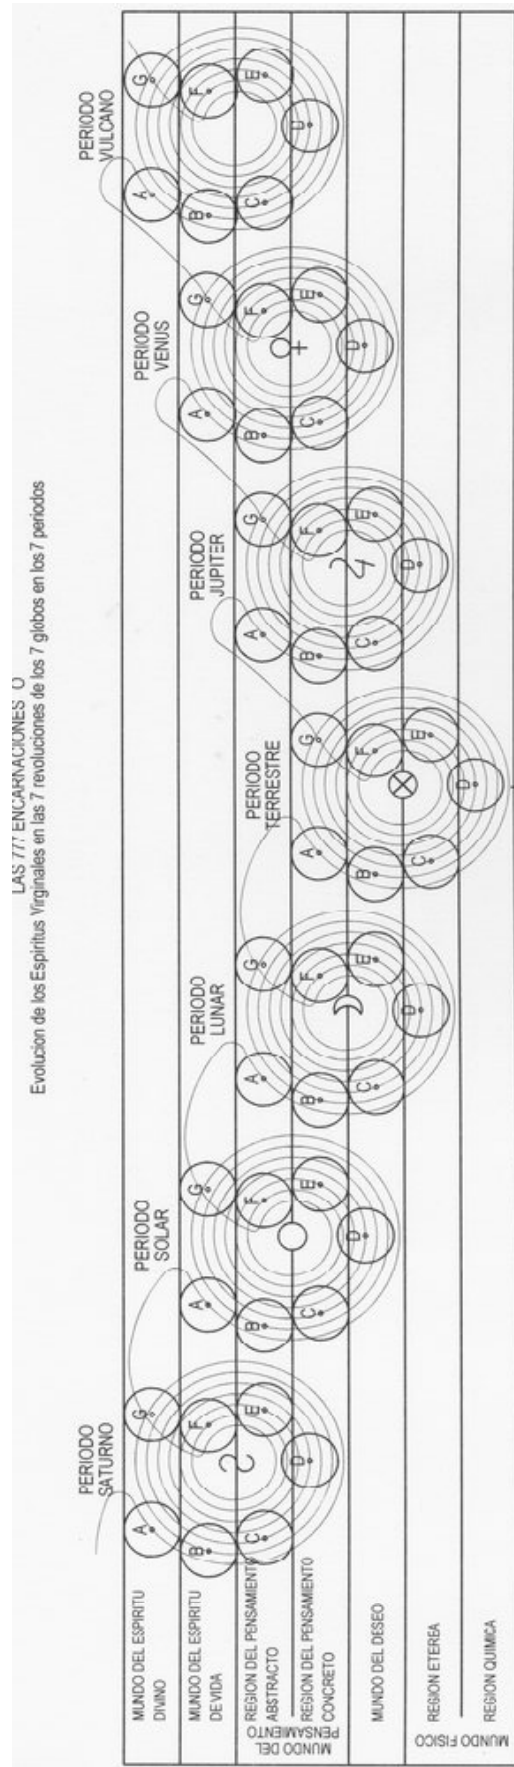 LAS 777 ENCARNACIONES O
Evolucion de los Espiritus Virginales en las 7 revoluciones de los 7 globos en los 7 periodos
PERIODO
SATURNO
PERIODO
SOLAR
PERIODO
LUNAR
PERIODO
TERRESTRE
PERIODO
JUPITER
PERIODO
VENUS
PERIODO
VULCANO
MUNDO DEL ESPIRITU
DIVINO
MUNDO DEL ESPIRITU
DE VIDA
MUNDO DEL
PENSAMIENTO
REGION DEL PENSAMIENTO
ABSTRACTO
REGION DEL PENSAMIENTO
CONCRETO
MUNDO DEL DESEO
MUNDO FISICO
REGION ETEREA
REGION QUIMICA
A B C D E F G
A B C D E F G
A B C D E F G
A B C D E F G
A B C D E F G
A B C D E F G
A B C D E F G